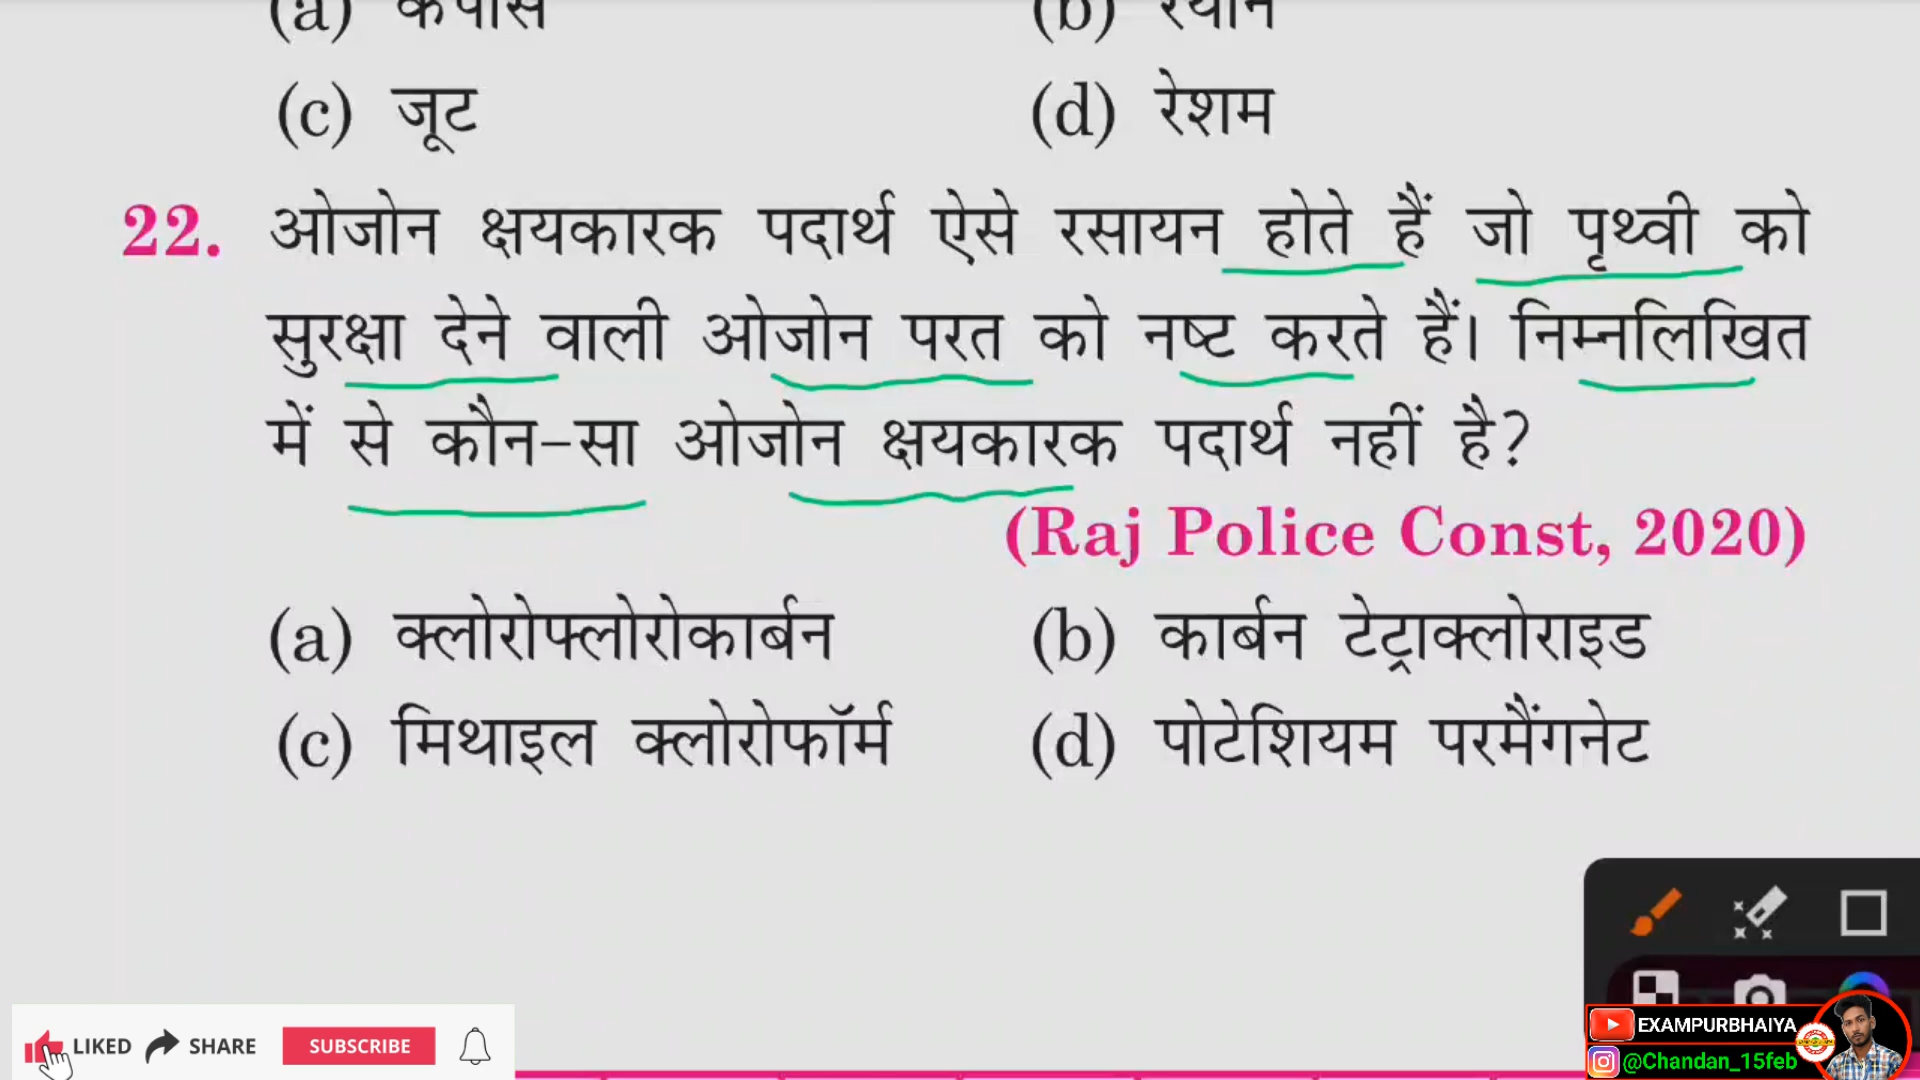 (a) कपास (b) रेयॉन
(c) जूट (d) रेशम
22. ओजोन क्षयकारक पदार्थ ऐसे रसायन होते हैं जो पृथ्वी को
सुरक्षा देने वाली ओजोन परत को नष्ट करते हैं। निम्नलिखित
में से कौन-सा ओजोन क्षयकारक पदार्थ नहीं है?
(Raj Police Const, 2020)
(a) क्लोरोफ्लोरोकार्बन (b) कार्बन टेट्राक्लोराइड
(c) मिथाइल क्लोरोफॉर्म (d) पोटेशियम परमैंगनेट
LIKED SHARE SUBSCRIBE
EXAMPURBHAIYA
@Chandan_15feb